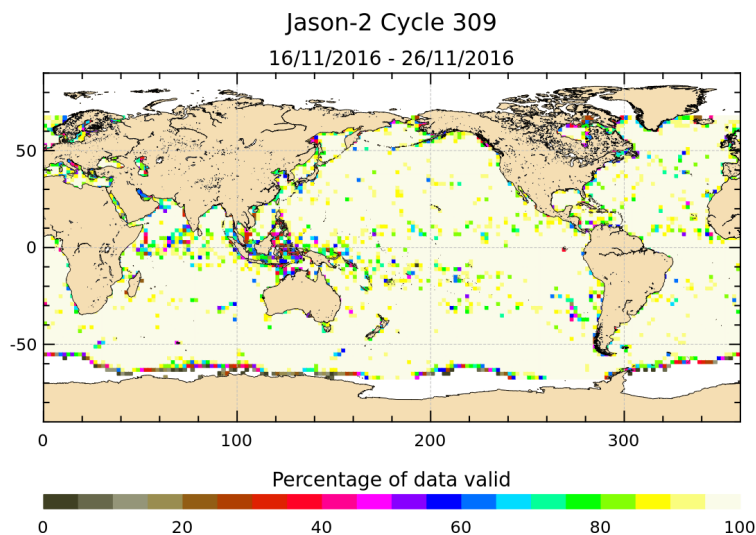 Jason-2 Cycle 309
16/11/2016 - 26/11/2016
50
0
-50
0 100 200 300
Percentage of data valid
0 20 40 60 80 100